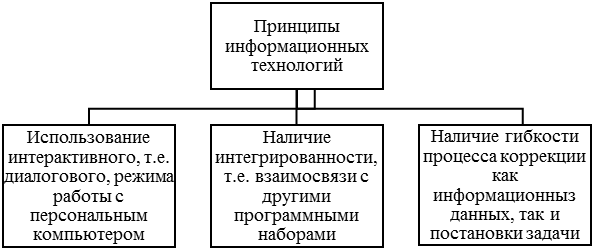 Принципы
информационных
технологий
Использование
интерактивного, т.е.
диалогового, режима
работы с
персональным
компьютером
Наличие
интегрированности,
т.е. взаимосвязи с
другими
программными
наборами
Наличие гибкости
процесса коррекции
как
информационныз
данных, так и
постановки задачи